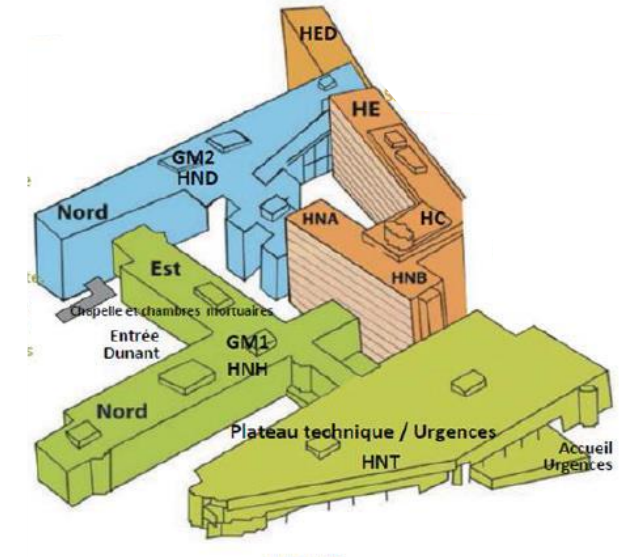 HED
HE
GM2
HND
Nord
HNA
HC
Est
HNB
Chapelle et chambres mortuaires
Entrée
Dunant
GM1
HNH
Nord
Plateau technique / Urgences
HNT
Accueil
Urgences